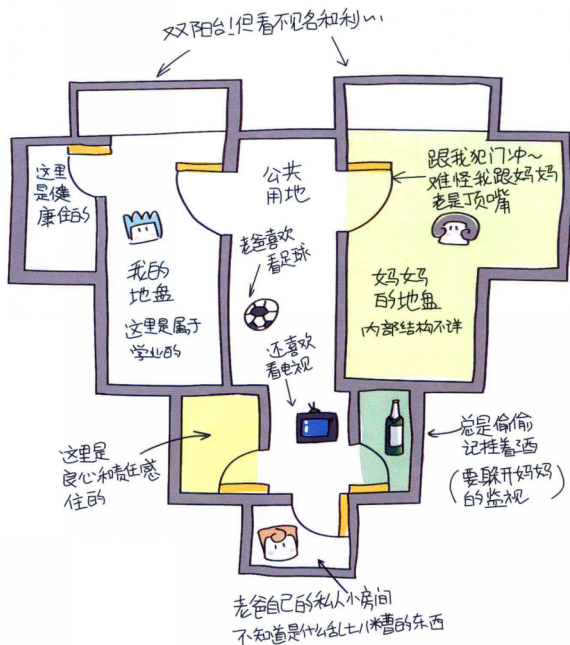 双阳台！但看不见名和利...
这里
是健
康住的
公共
用地
跟我犯门冲~
难怪我跟妈妈
老是顶嘴
老爸喜欢
看足球
我的
地盘
这里是属于
学业的
妈妈
的地盘
内部结构不详
还喜欢
看电视
这里是
良心和责任感
住的
总是偷偷
记挂着酒
(要躲开妈妈
的监视)
老爸自己的私人小房间
不知道是什么乱七八糟的东西